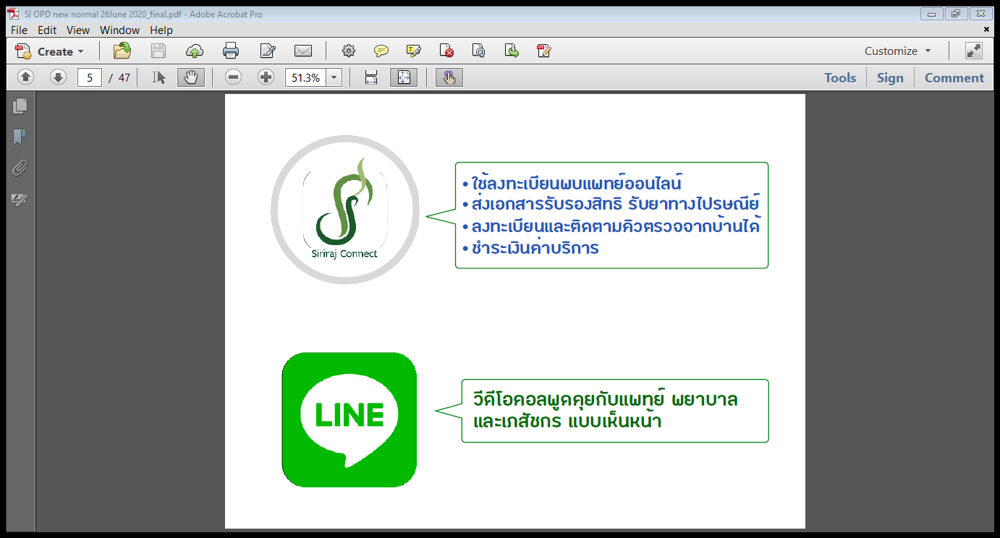 SI OPD new normal 26June 2020_final.pdf - Adobe Acrobat Pro
File Edit View Window Help
Create Customize
5 / 47 51.3% Tools Sign Comment
• ใช้ลงทะเบียนพบแพทย์ออนไลน์
• ส่งเอกสารรับรองสิทธิ รับยาทางไปรษณีย์
• ลงทะเบียนและติดตามคิวตรวจจากบ้านได้
• ชำระเงินค่าบริการ
Siriraj Connect
LINE
วีดีโอคอลพูดคุยกับแพทย์ พยาบาล
และเภสัชกร แบบเห็นหน้า